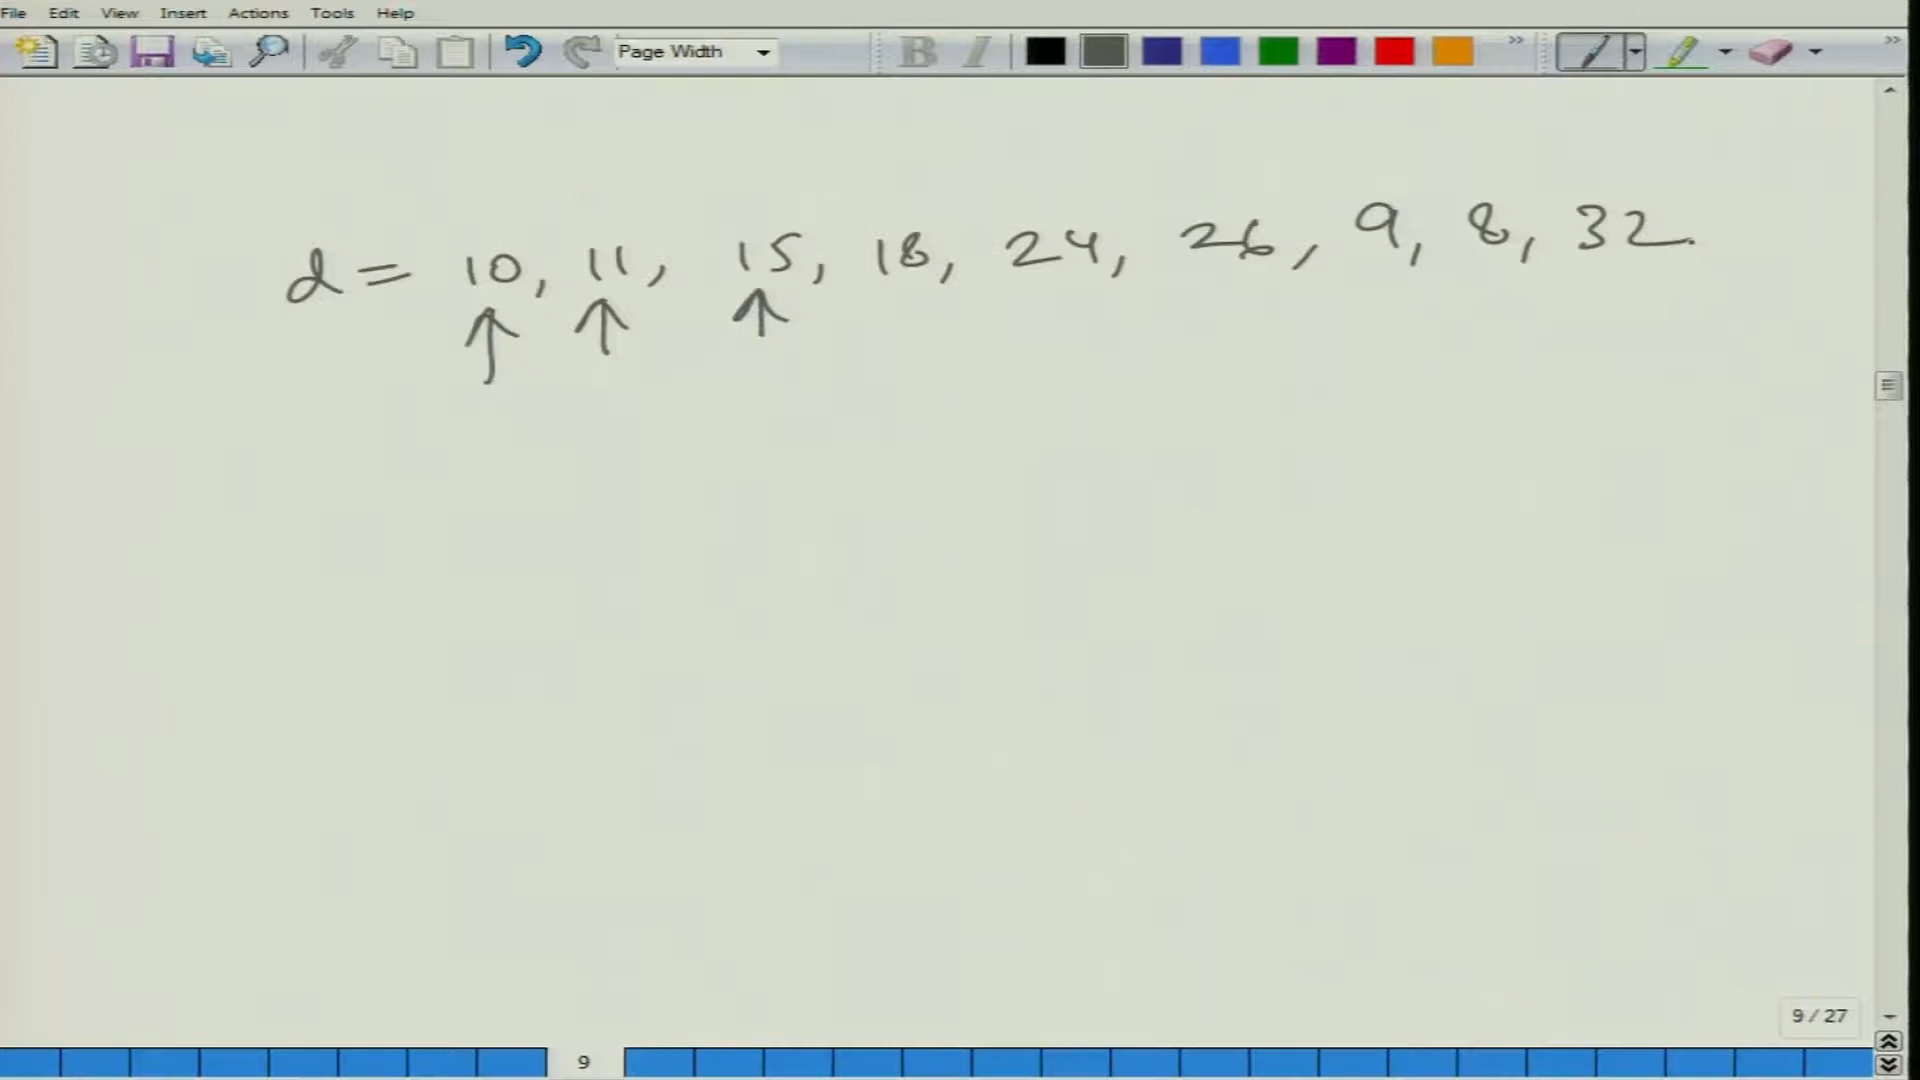 File Edit View Insert Actions Tools Help
Page Width B I
d = 10, 11, 15, 18, 24, 26, 9, 8, 32.
9 / 27
9